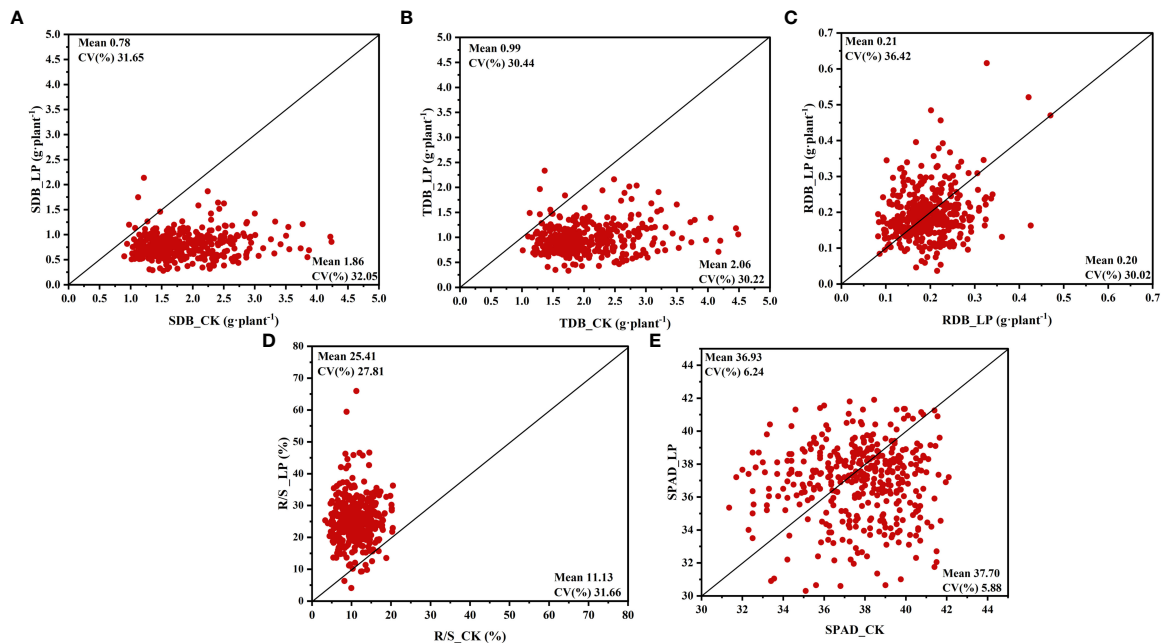 A
Mean 0.78
CV(%) 31.65
5.0
4.5
4.0
3.5
3.0
2.5
2.0
1.5
1.0
0.5
0.0
SDB_LP (g·plant⁻¹)
Mean 1.86
CV(%) 32.05
0.0 0.5 1.0 1.5 2.0 2.5 3.0 3.5 4.0 4.5 5.0
SDB_CK (g·plant⁻¹)
B
Mean 0.99
CV(%) 30.44
5.0
4.5
4.0
3.5
3.0
2.5
2.0
1.5
1.0
0.5
0.0
TDB_LP (g·plant⁻¹)
Mean 2.06
CV(%) 30.22
0.0 0.5 1.0 1.5 2.0 2.5 3.0 3.5 4.0 4.5 5.0
TDB_CK (g·plant⁻¹)
C
Mean 0.21
CV(%) 36.42
0.7
0.6
0.5
0.4
0.3
0.2
0.1
0.0
RDB_LP (g·plant⁻¹)
Mean 0.20
CV(%) 30.02
0.0 0.1 0.2 0.3 0.4 0.5 0.6 0.7
RDB_LP (g·plant⁻¹)
D
Mean 25.41
CV(%) 27.81
80
70
60
50
40
30
20
10
0
R/S _LP (%)
Mean 11.13
CV(%) 31.66
0 10 20 30 40 50 60 70 80
R/S_CK (%)
E
Mean 36.93
CV(%) 6.24
44
42
40
38
36
34
32
30
SPAD_LP
Mean 37.70
CV(%) 5.88
30 32 34 36 38 40 42 44
SPAD_CK